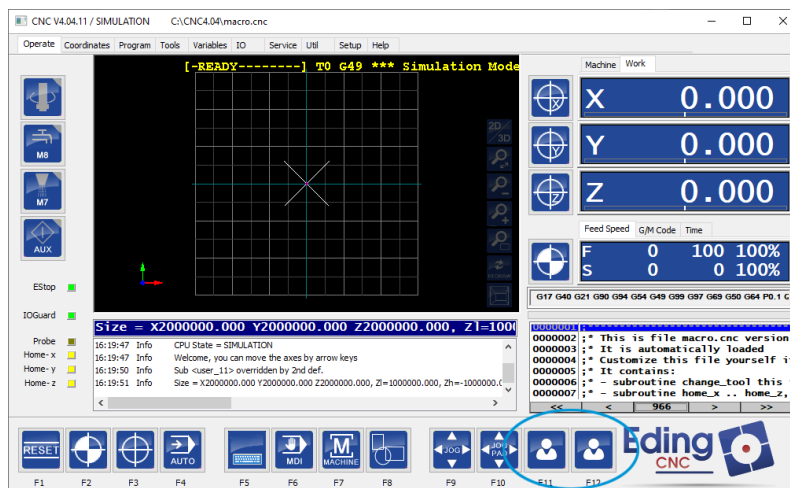 CNC V4.04.11 / SIMULATION C:\CNC4.04\macro.cnc
Operate Coordinates Program Tools Variables IO Service Util Setup Help
[-READY--------] T0 G49 *** Simulation Mode
Machine Work
X 0.000
Y 0.000
Z 0.000
M8
M7
AUX
2D/3D
Feed Speed G/M Code Time
F 0 100 100%
S 0 0 100%
G17 G40 G21 G90 G94 G54 G49 G99 G97 G69 G50 G64 P0.1
EStop
IOGuard
Probe
Home-x
Home-y
Home-z
Size = X2000000.000 Y2000000.000 Z2000000.000, Zl=1000
16:19:47 Info CPU State = SIMULATION
16:19:47 Info Welcome, you can move the axes by arrow keys
16:19:50 Info Sub <user_11> overridden by 2nd def.
16:19:51 Info Size = X2000000.000 Y2000000.000 Z2000000.000, Zl=1000000.000, Zh=-1000000.0
0000001 ;
0000002 ;* This is file macro.cnc version
0000003 ;* It is automatically loaded
0000004 ;* Customize this file yourself i
0000005 ;* It contains:
0000006 ;* - subroutine change_tool this
0000007 ;* - subroutine home_x .. home_z,
<< < 966 > >>
RESET
AUTO
MDI
M
MACHINE
JOG
JOG PAD
Eding
CNC
F1 F2 F3 F4 F5 F6 F7 F8 F9 F10 F11 F12